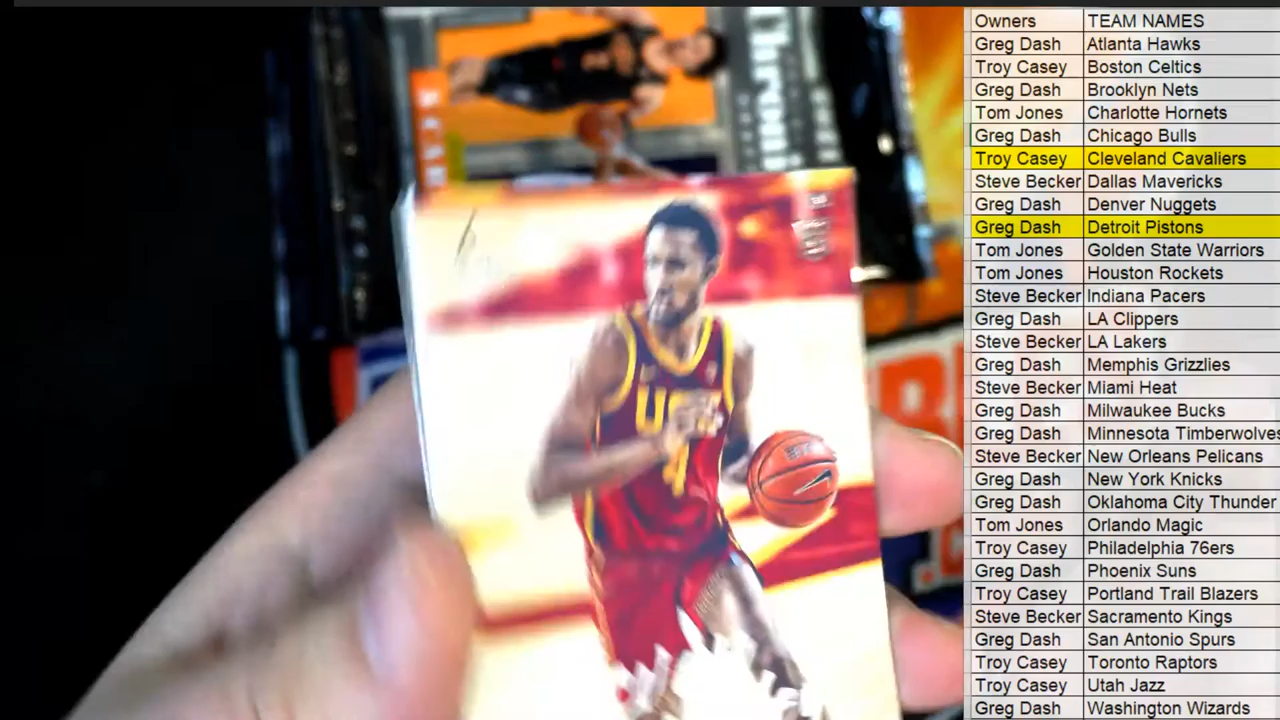 Owners TEAM NAMES
Greg Dash Atlanta Hawks
Troy Casey Boston Celtics
Greg Dash Brooklyn Nets
Tom Jones Charlotte Hornets
Greg Dash Chicago Bulls
Troy Casey Cleveland Cavaliers
Steve Becker Dallas Mavericks
Greg Dash Denver Nuggets
Greg Dash Detroit Pistons
Tom Jones Golden State Warriors
Tom Jones Houston Rockets
Steve Becker Indiana Pacers
Greg Dash LA Clippers
Steve Becker LA Lakers
Greg Dash Memphis Grizzlies
Steve Becker Miami Heat
Greg Dash Milwaukee Bucks
Greg Dash Minnesota Timberwolves
Steve Becker New Orleans Pelicans
Greg Dash New York Knicks
Greg Dash Oklahoma City Thunder
Tom Jones Orlando Magic
Troy Casey Philadelphia 76ers
Greg Dash Phoenix Suns
Troy Casey Portland Trail Blazers
Steve Becker Sacramento Kings
Greg Dash San Antonio Spurs
Troy Casey Toronto Raptors
Troy Casey Utah Jazz
Greg Dash Washington Wizards
4